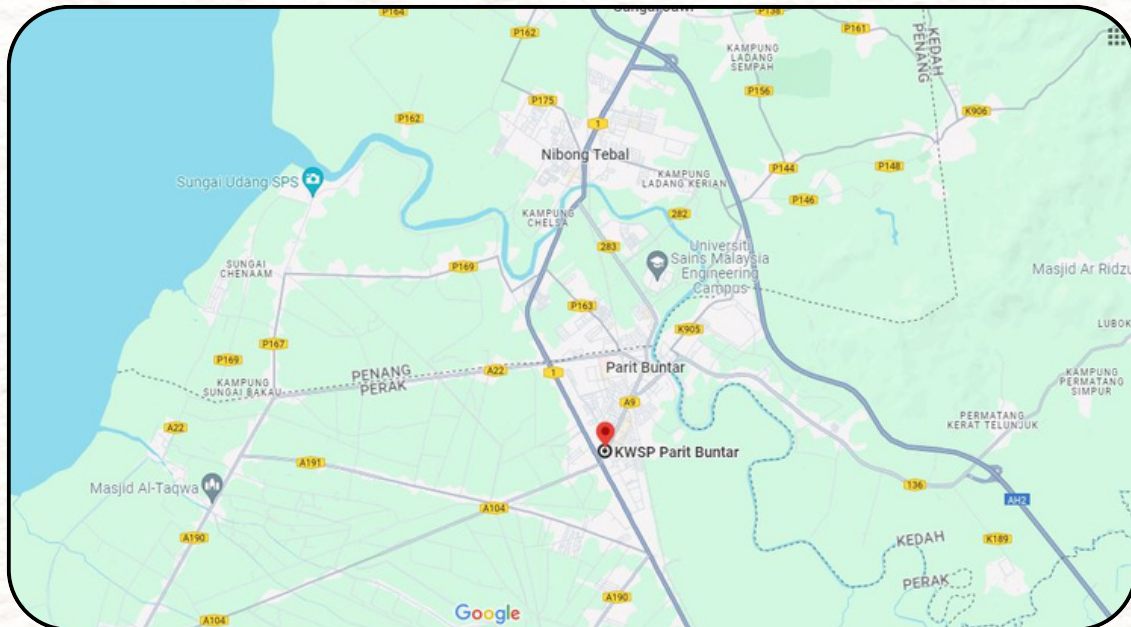 P164
P138
P162
P161
KEDAH
PENANG
KAMPUNG
LADANG
SEMPAH
P156
P175
K906
P162
1
Nibong Tebal
P144
P148
KAMPUNG
LADANG KERIAN
Sungai Udang SPS
P146
KAMPUNG
CHELSA
282
283
Universiti
Sains Malaysia
Engineering
Campus
SUNGAI
CHENAAM
P169
Masjid Ar Ridzu
P163
K905
LUBOK
P167
P169
PENANG
PERAK
A22
1
Parit Buntar
KAMPUNG
SUNGAI BAKAU
KAMPUNG
PERMATANG
SIMPUR
A9
PERMATANG
KERAT TELUNJUK
A22
KWSP Parit Buntar
A191
136
Masjid Al-Taqwa
AH2
A104
A190
KEDAH
PERAK
K189
A190
Google
A104